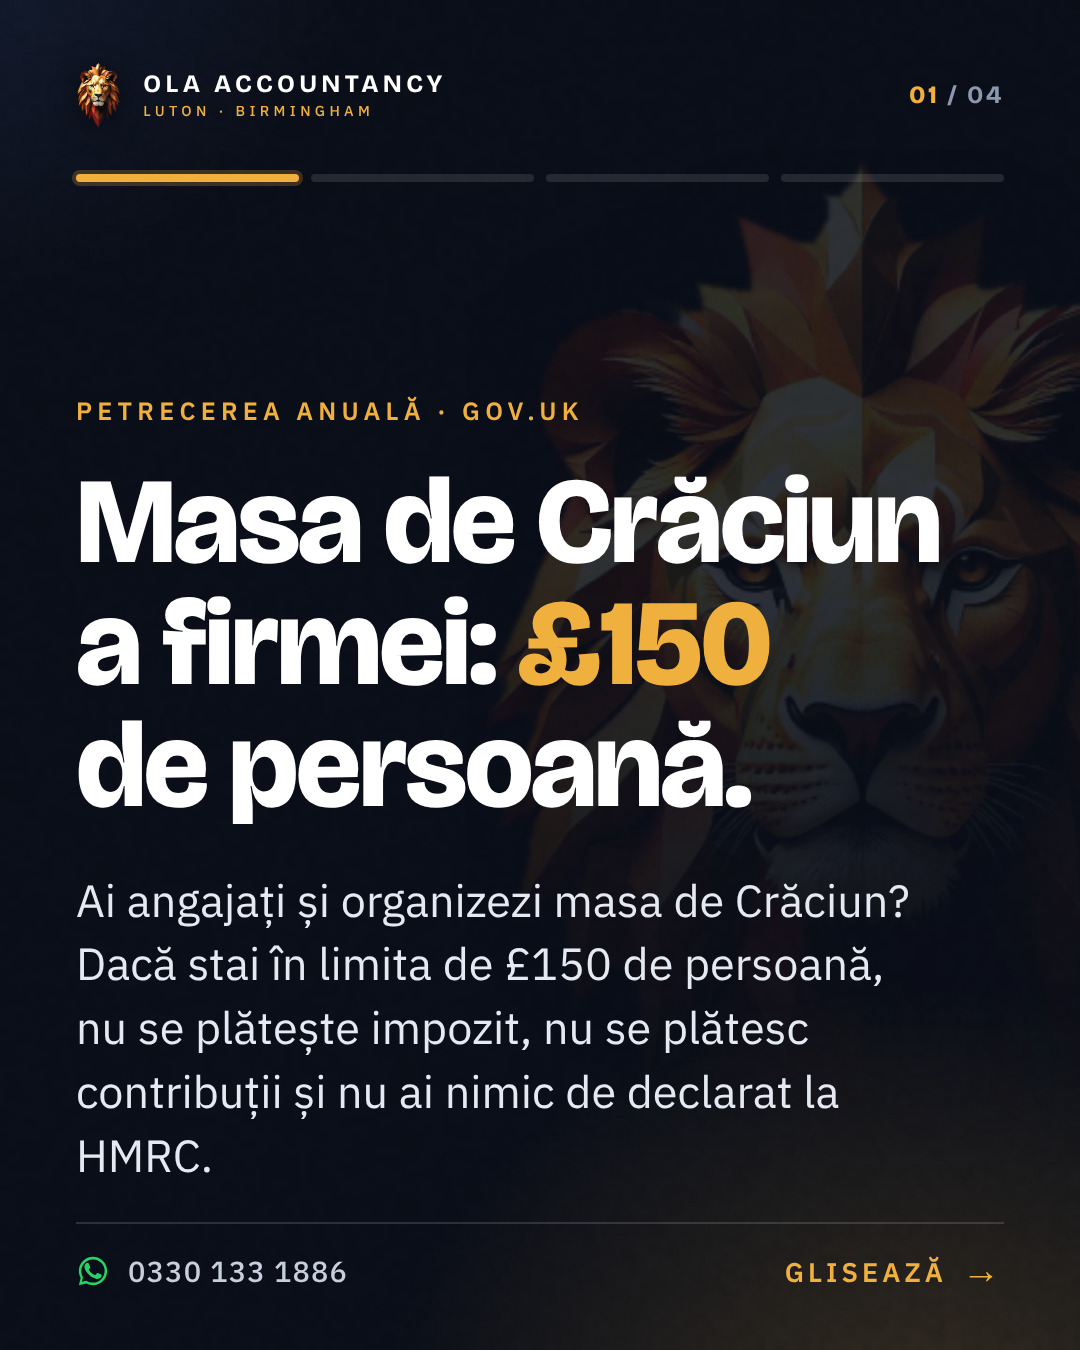 OLA ACCOUNTANCY
LUTON · BIRMINGHAM
01 / 04
PETRECEREA ANUALĂ · GOV.UK
Masa de Crăciun
a firmei: £150
de persoană.
Ai angajați și organizezi masa de Crăciun?
Dacă stai în limita de £150 de persoană,
nu se plătește impozit, nu se plătesc
contribuții și nu ai nimic de declarat la
HMRC.
0330 133 1886
GLISEAZĂ →